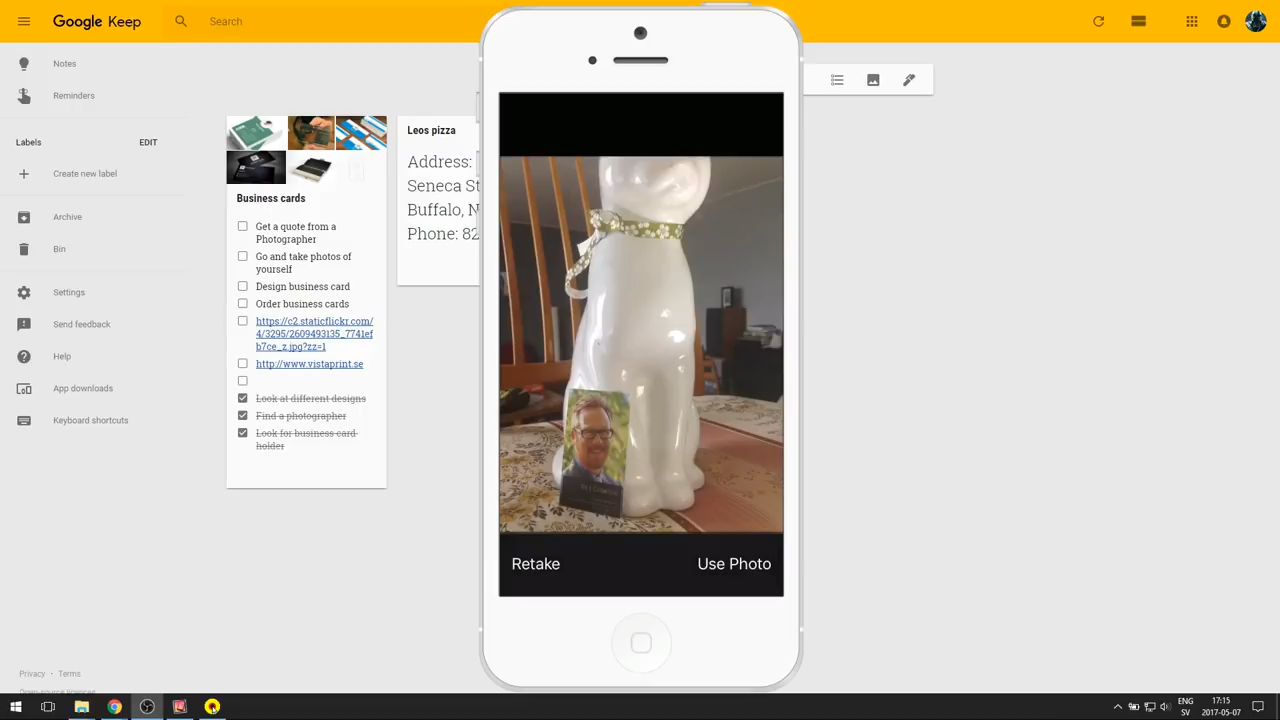 Google Keep
Search
Notes
Reminders
Labels
EDIT
Create new label
Archive
Bin
Settings
Send feedback
Help
App downloads
Keyboard shortcuts
Privacy · Terms
Open-source licences
Business cards
Get a quote from a
Photographer
Go and take photos of
yourself
Design business card
Order business cards
https://c2.staticflickr.com/
4/3295/2609493135_7741ef
b7ce_z.jpg?zz=1
http://www.vistaprint.se
Look at different designs
Find a photographer
Look for business card
holder
Leos pizza
Address:
Seneca St
Buffalo, N
Phone: 82
Retake
Use Photo
ENG
SV
17:15
2017-05-07